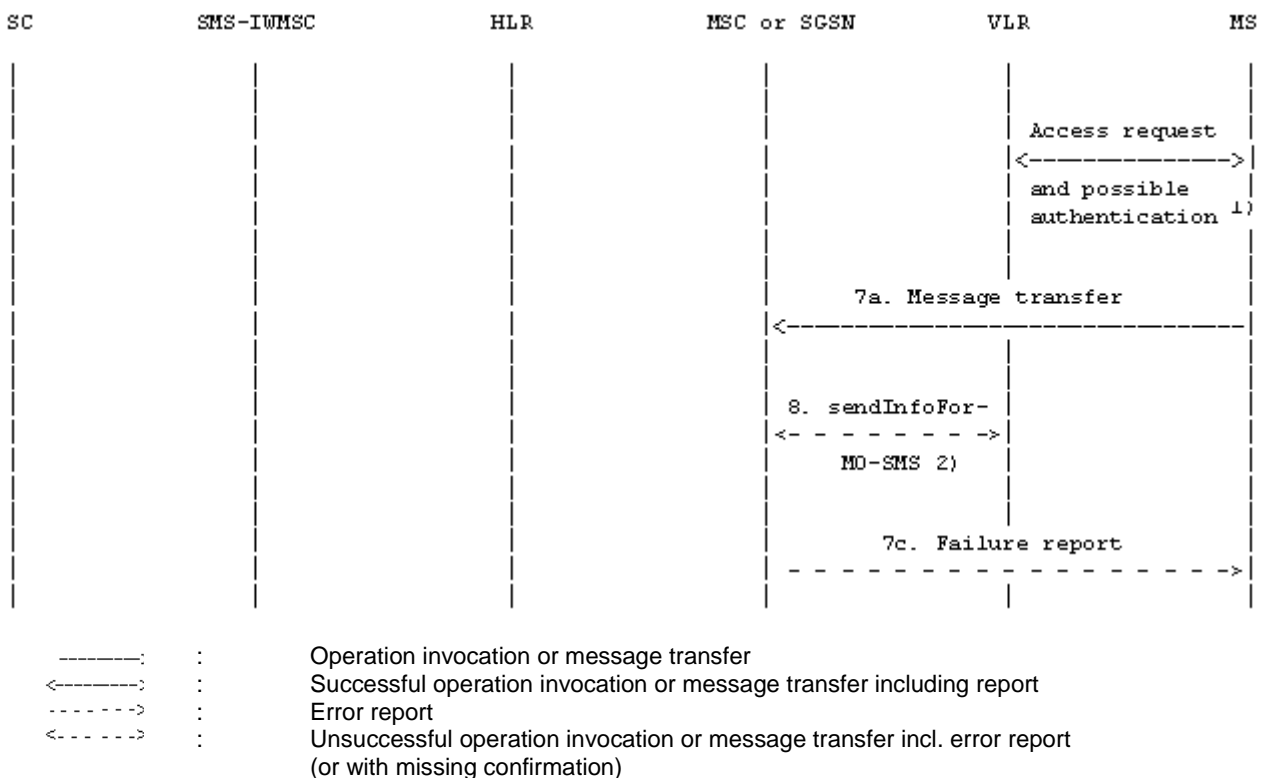 SC SMS-IWMSC HLR MSC or SGSN VLR MS
Access request
and possible
authentication 1)
7a. Message transfer
8. sendInfoFor-
MO-SMS 2)
7c. Failure report
: Operation invocation or message transfer
: Successful operation invocation or message transfer including report
: Error report
: Unsuccessful operation invocation or message transfer incl. error report
(or with missing confirmation)